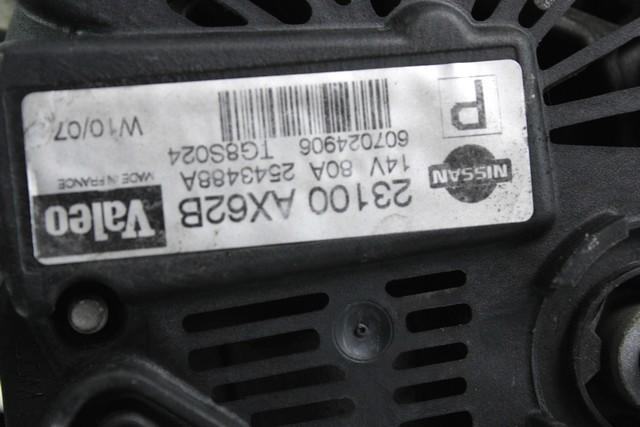 NISSAN
23100 AX62B
Valeo
14V 80A 2543488A
MADE IN FRANCE
607024906 TG8S024
P
W10/07